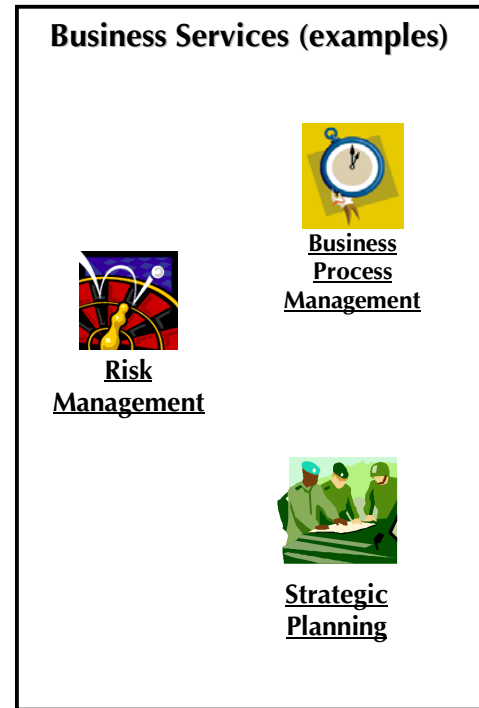 Business Services (examples)
Business
Process
Management
Risk
Management
Strategic
Planning